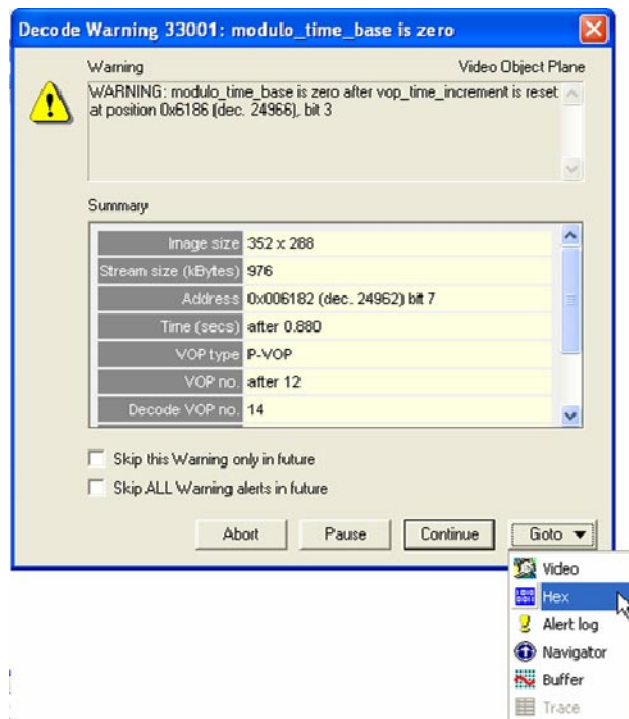 Decode Warning 33001: modulo_time_base is zero
Warning Video Object Plane
WARNING: modulo_time_base is zero after vop_time_increment is reset
at position 0x6186 (dec. 24966), bit 3
Summary
Image size 352 x 288
Stream size (kBytes) 976
Address 0x006182 (dec. 24962) bit 7
Time (secs) after 0.880
VOP type P-VOP
VOP no. after 12
Decode VOP no. 14
Skip this Warning only in future
Skip ALL Warning alerts in future
Abort Pause Continue Goto
Video
Hex
Alert log
Navigator
Buffer
Trace